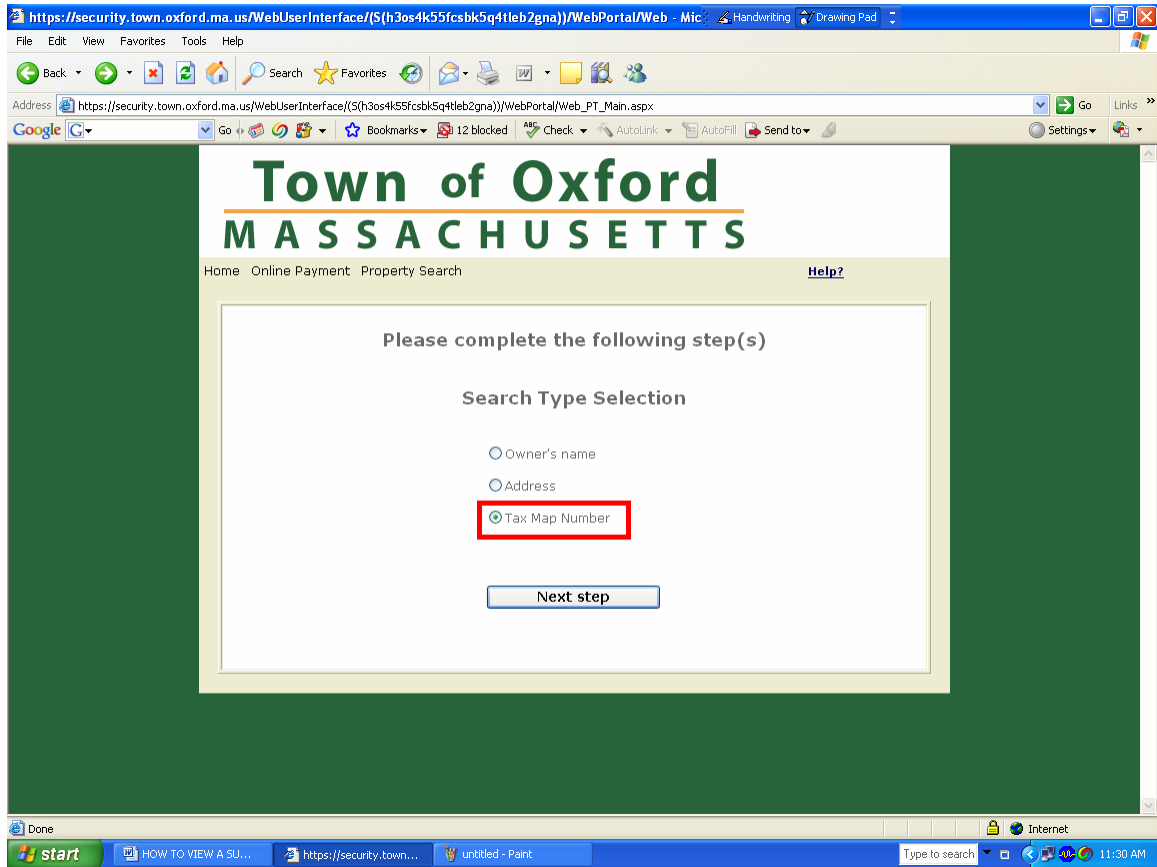 https://security.town.oxford.ma.us/WebUserInterface/(S(h3os4k55fcsbk5q4tleb2gna))/WebPortal/Web - Mic
Handwriting Drawing Pad
File Edit View Favorites Tools Help
Back Search Favorites
Address https://security.town.oxford.ma.us/WebUserInterface/(S(h3os4k55fcsbk5q4tleb2gna))/WebPortal/Web_PT_Main.aspx Go Links »
Google G Go Bookmarks 12 blocked ABC Check AutoLink AutoFill Send to Settings
Town of Oxford
MASSACHUSETTS
Home Online Payment Property Search Help?
Please complete the following step(s)
Search Type Selection
Owner's name
Address
Tax Map Number
Next step
Done Internet
start HOW TO VIEW A SU... https://security.town... untitled - Paint Type to search 11:30 AM